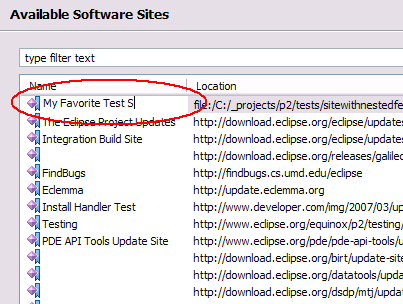 Available Software Sites
type filter text
Name Location
My Favorite Test S file:/C:/_projects/p2/tests/sitewithnestedfe
The Eclipse Project Updates http://download.eclipse.org/eclipse/updates
Integration Build Site http://download.eclipse.org/eclipse/updates
http://download.eclipse.org/releases/galileo
FindBugs http://findbugs.cs.umd.edu/eclipse
Eclemma http://update.eclemma.org
Install Handler Test http://www.developer.com/img/2007/03/up
Testing http://www.eclipse.org/equinox/p2/testing/
PDE API Tools Update Site http://www.eclipse.org/pde/pde-api-tools/u
http://download.eclipse.org/birt/update-site
http://download.eclipse.org/datatools/updat
http://download.eclipse.org/dsdp/mtj/updat